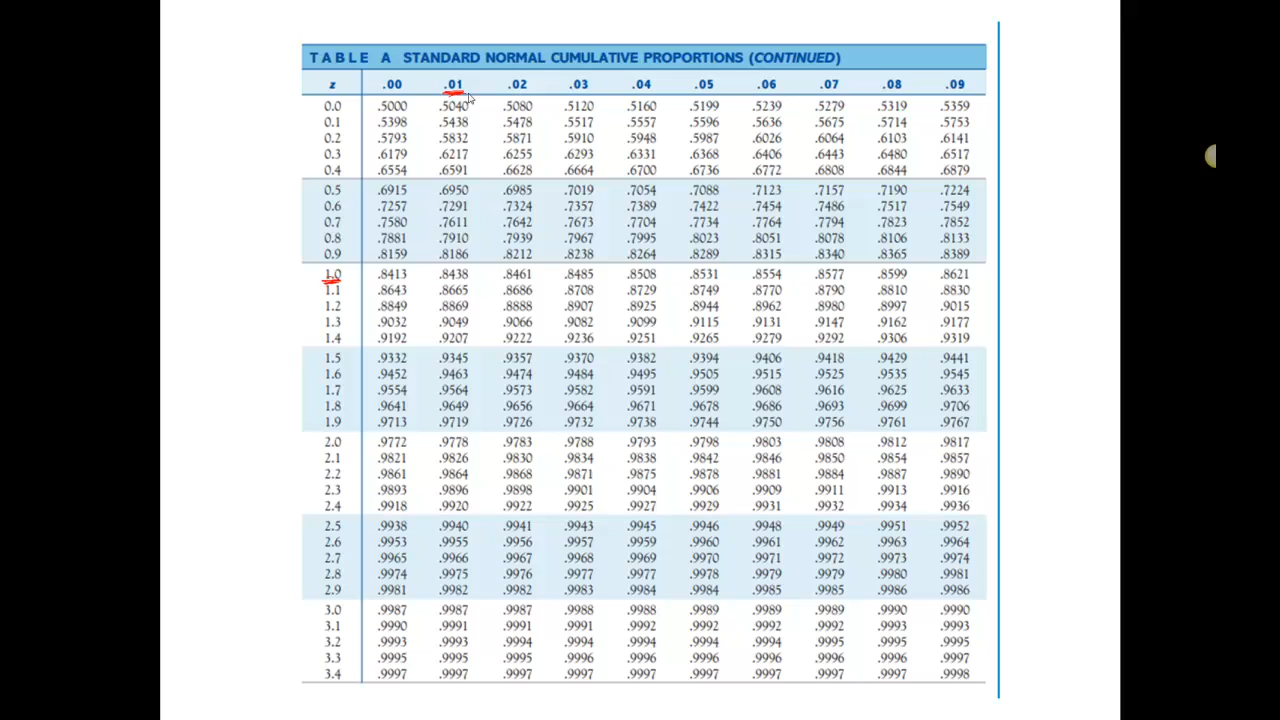 TABLE A STANDARD NORMAL CUMULATIVE PROPORTIONS (CONTINUED)
z .00 .01 .02 .03 .04 .05 .06 .07 .08 .09
0.0 .5000 .5040 .5080 .5120 .5160 .5199 .5239 .5279 .5319 .5359
0.1 .5398 .5438 .5478 .5517 .5557 .5596 .5636 .5675 .5714 .5753
0.2 .5793 .5832 .5871 .5910 .5948 .5987 .6026 .6064 .6103 .6141
0.3 .6179 .6217 .6255 .6293 .6331 .6368 .6406 .6443 .6480 .6517
0.4 .6554 .6591 .6628 .6664 .6700 .6736 .6772 .6808 .6844 .6879
0.5 .6915 .6950 .6985 .7019 .7054 .7088 .7123 .7157 .7190 .7224
0.6 .7257 .7291 .7324 .7357 .7389 .7422 .7454 .7486 .7517 .7549
0.7 .7580 .7611 .7642 .7673 .7704 .7734 .7764 .7794 .7823 .7852
0.8 .7881 .7910 .7939 .7967 .7995 .8023 .8051 .8078 .8106 .8133
0.9 .8159 .8186 .8212 .8238 .8264 .8289 .8315 .8340 .8365 .8389
1.0 .8413 .8438 .8461 .8485 .8508 .8531 .8554 .8577 .8599 .8621
1.1 .8643 .8665 .8686 .8708 .8729 .8749 .8770 .8790 .8810 .8830
1.2 .8849 .8869 .8888 .8907 .8925 .8944 .8962 .8980 .8997 .9015
1.3 .9032 .9049 .9066 .9082 .9099 .9115 .9131 .9147 .9162 .9177
1.4 .9192 .9207 .9222 .9236 .9251 .9265 .9279 .9292 .9306 .9319
1.5 .9332 .9345 .9357 .9370 .9382 .9394 .9406 .9418 .9429 .9441
1.6 .9452 .9463 .9474 .9484 .9495 .9505 .9515 .9525 .9535 .9545
1.7 .9554 .9564 .9573 .9582 .9591 .9599 .9608 .9616 .9625 .9633
1.8 .9641 .9649 .9656 .9664 .9671 .9678 .9686 .9693 .9699 .9706
1.9 .9713 .9719 .9726 .9732 .9738 .9744 .9750 .9756 .9761 .9767
2.0 .9772 .9778 .9783 .9788 .9793 .9798 .9803 .9808 .9812 .9817
2.1 .9821 .9826 .9830 .9834 .9838 .9842 .9846 .9850 .9854 .9857
2.2 .9861 .9864 .9868 .9871 .9875 .9878 .9881 .9884 .9887 .9890
2.3 .9893 .9896 .9898 .9901 .9904 .9906 .9909 .9911 .9913 .9916
2.4 .9918 .9920 .9922 .9925 .9927 .9929 .9931 .9932 .9934 .9936
2.5 .9938 .9940 .9941 .9943 .9945 .9946 .9948 .9949 .9951 .9952
2.6 .9953 .9955 .9956 .9957 .9959 .9960 .9961 .9962 .9963 .9964
2.7 .9965 .9966 .9967 .9968 .9969 .9970 .9971 .9972 .9973 .9974
2.8 .9974 .9975 .9976 .9977 .9977 .9978 .9979 .9979 .9980 .9981
2.9 .9981 .9982 .9982 .9983 .9984 .9984 .9985 .9985 .9986 .9986
3.0 .9987 .9987 .9987 .9988 .9988 .9989 .9989 .9989 .9990 .9990
3.1 .9990 .9991 .9991 .9991 .9992 .9992 .9992 .9992 .9993 .9993
3.2 .9993 .9993 .9994 .9994 .9994 .9994 .9994 .9995 .9995 .9995
3.3 .9995 .9995 .9995 .9996 .9996 .9996 .9996 .9996 .9996 .9997
3.4 .9997 .9997 .9997 .9997 .9997 .9997 .9997 .9997 .9997 .9998